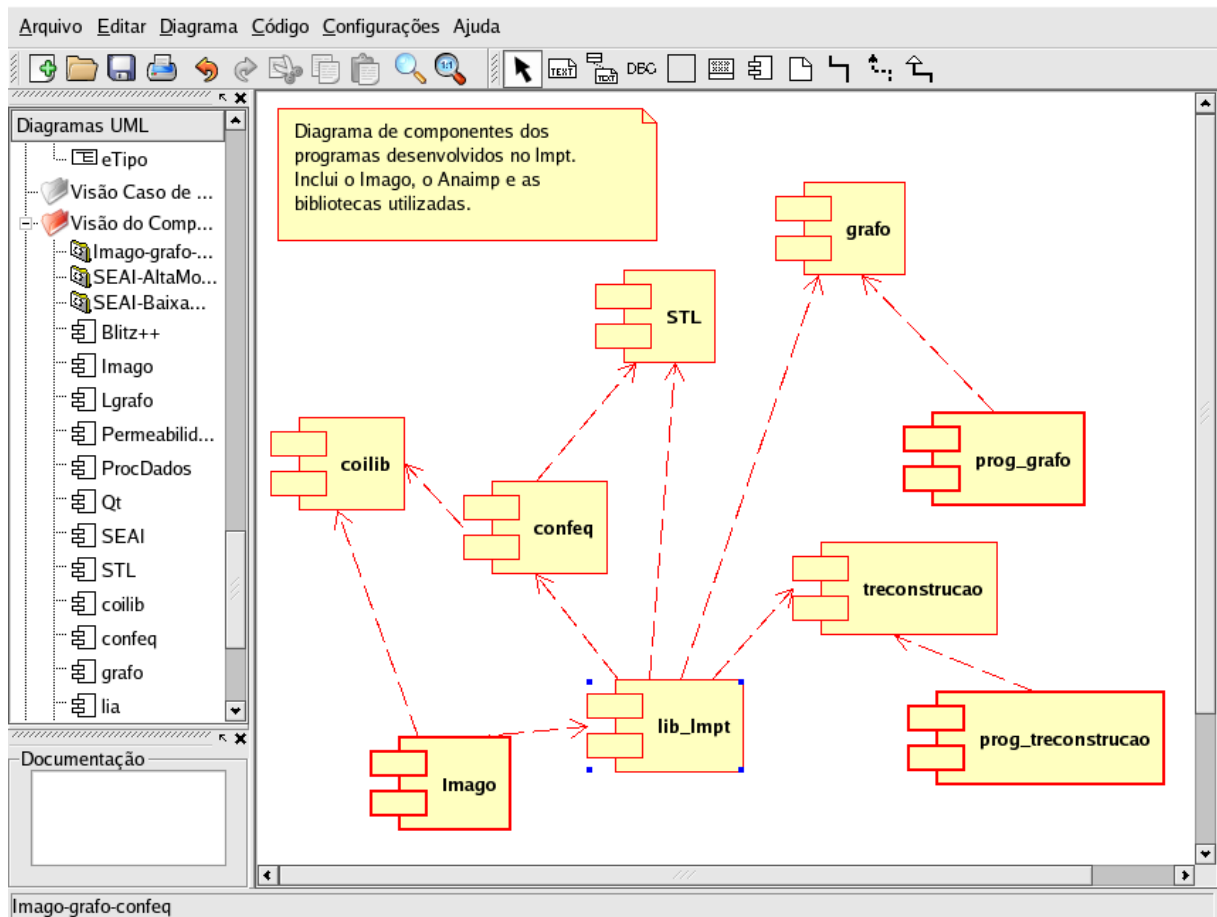 Arquivo Editar Diagrama Código Configurações Ajuda
TEXT TEXT DBC
Diagramas UML
eTipo
Visão Caso de ...
Visão do Comp...
Imago-grafo-...
SEAI-AltaMo...
SEAI-Baixa...
Blitz++
Imago
Lgrafo
Permeabilid...
ProcDados
Qt
SEAI
STL
coilib
confeq
grafo
lia
Documentação
Diagrama de componentes dos
programas desenvolvidos no lmpt.
Inclui o Imago, o Anaimp e as
bibliotecas utilizadas.
grafo
STL
coilib
prog_grafo
confeq
treconstrucao
lib_lmpt
prog_treconstrucao
Imago
Imago-grafo-confeq